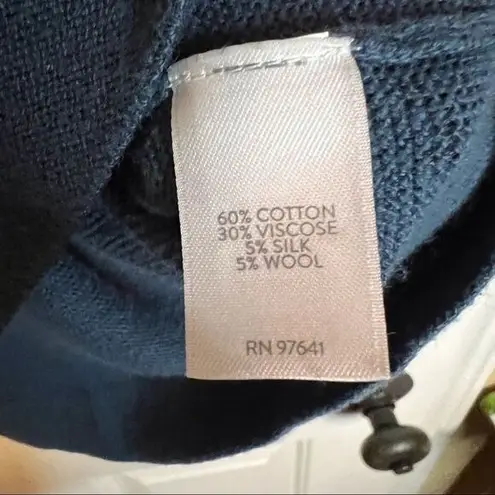 60% COTTON
30% VISCOSE
5% SILK
5% WOOL
RN 97641